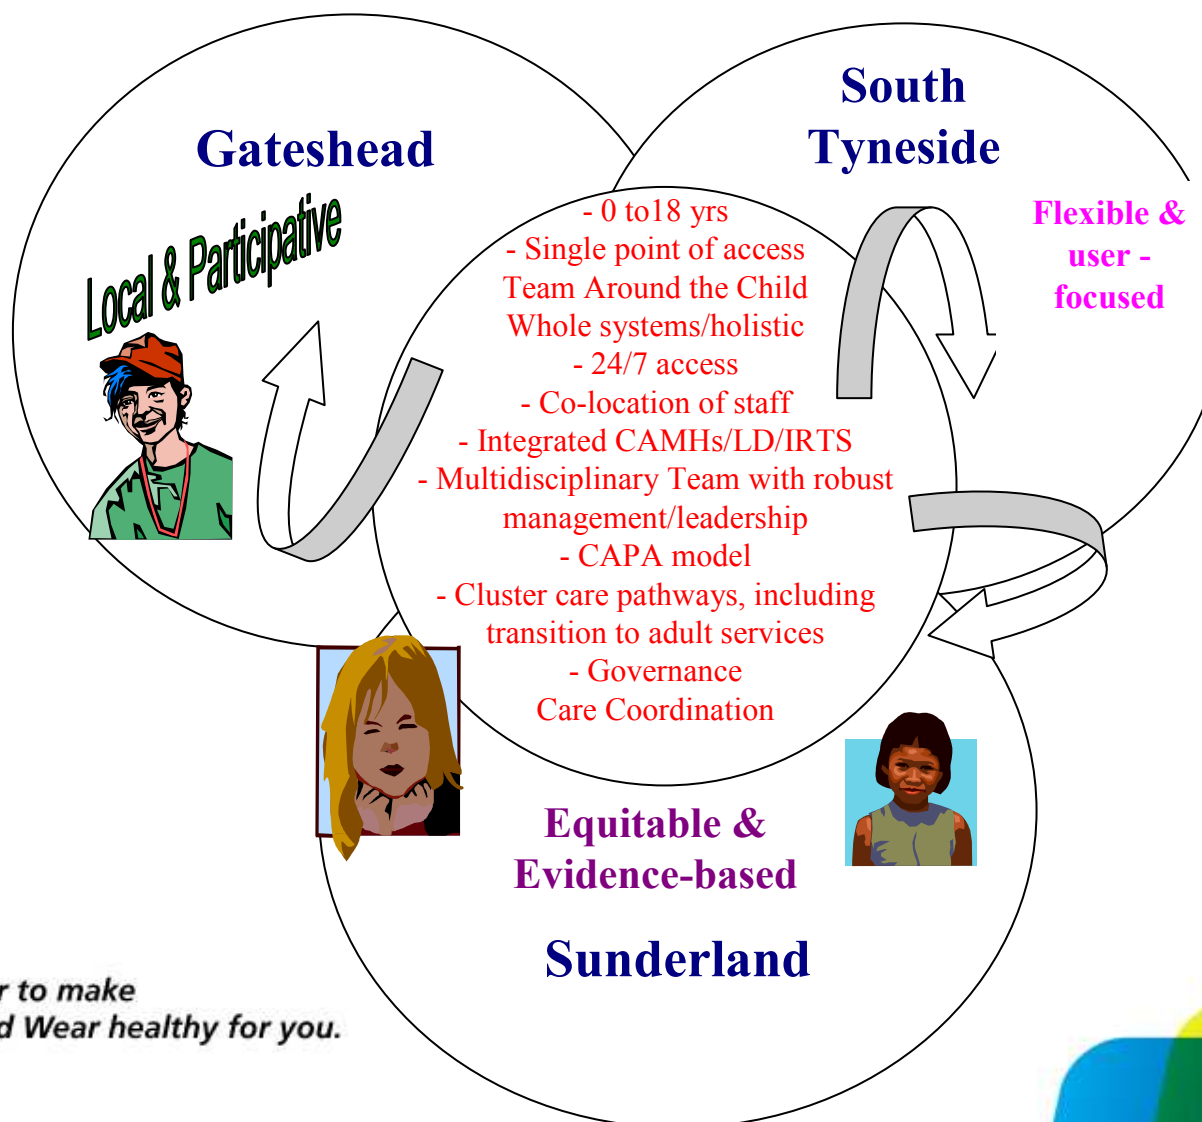 South
Tyneside
Gateshead
Local & Participative
Flexible &
user -
focused
- 0 to18 yrs
- Single point of access
Team Around the Child
Whole systems/holistic
- 24/7 access
- Co-location of staff
- Integrated CAMHs/LD/IRTS
- Multidisciplinary Team with robust
management/leadership
- CAPA model
- Cluster care pathways, including
transition to adult services
- Governance
Care Coordination
Equitable &
Evidence-based
Sunderland
r to make
d Wear healthy for you.